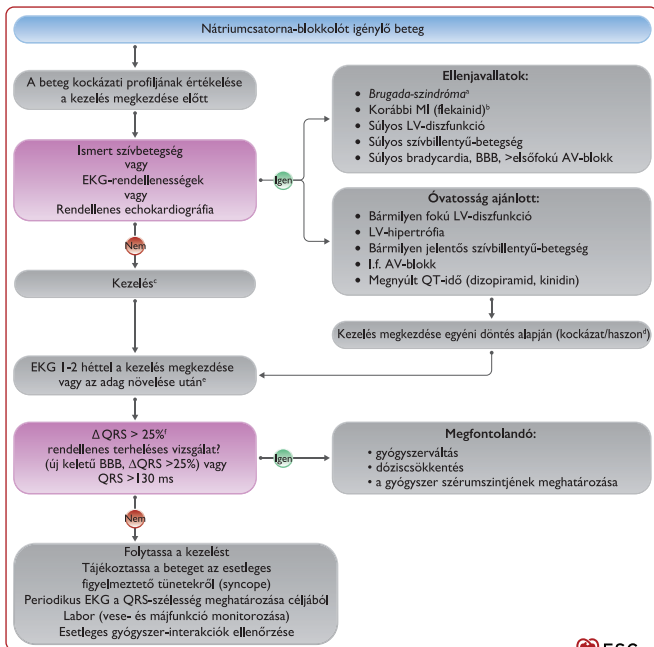 Nátriumcsatorna-blokkolót igénylő beteg
A beteg kockázati profiljának értékelése
a kezelés megkezdése előtt
Ismert szívbetegség
vagy
EKG-rendellenességek
vagy
Rendellenes echokardiográfia
Igen
Ellenjavallatok:
• Brugada-szindrómaᵃ
• Korábbi MI (flekainid)ᵇ
• Súlyos LV-diszfunkció
• Súlyos szívbillentyű-betegség
• Súlyos bradycardia, BBB, >elsőfokú AV-blokk
Óvatosság ajánlott:
• Bármilyen fokú LV-diszfunkció
• LV-hipertrófia
• Bármilyen jelentős szívbillentyű-betegség
• I.f. AV-blokk
• Megnyúlt QT-idő (dizopiramid, kinidin)
Nem
Kezelésᶜ
Kezelés megkezdése egyéni döntés alapján (kockázat/haszonᵈ)
EKG 1-2 héttel a kezelés megkezdése
vagy az adag növelése utánᵉ
Δ QRS > 25%ᶠ
rendellenes terheléses vizsgálat?
(új keletű BBB, ΔQRS >25%) vagy
QRS >130 ms
Igen
Megfontolandó:
• gyógyszerváltás
• dóziscsökkentés
• a gyógyszer szérumszintjének meghatározása
Nem
Folytassa a kezelést
Tájékoztassa a beteget az esetleges
figyelmeztető tünetekről (syncope)
Periodikus EKG a QRS-szélesség meghatározása céljából
Labor (vese- és májfunkció monitorozása)
Esetleges gyógyszer-interakciók ellenőrzése
ESC